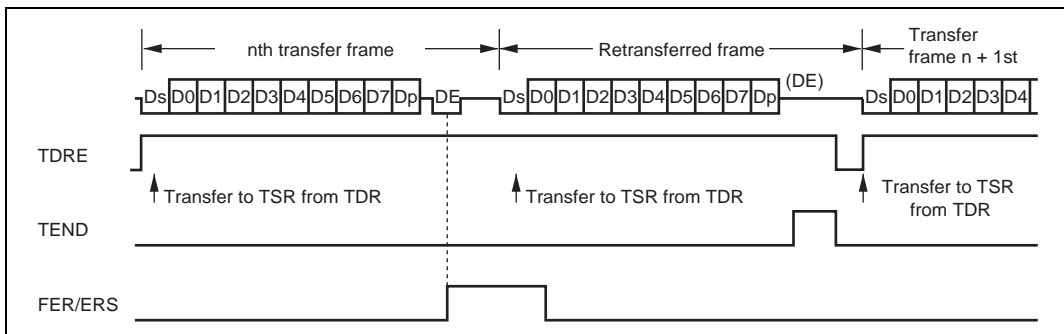 nth transfer frame
Retransferred frame
Transfer
frame n + 1st
Ds D0 D1 D2 D3 D4 D5 D6 D7 Dp DE
Ds D0 D1 D2 D3 D4 D5 D6 D7 Dp (DE)
Ds D0 D1 D2 D3 D4
TDRE
Transfer to TSR from TDR
Transfer to TSR from TDR
Transfer to TSR
from TDR
TEND
FER/ERS